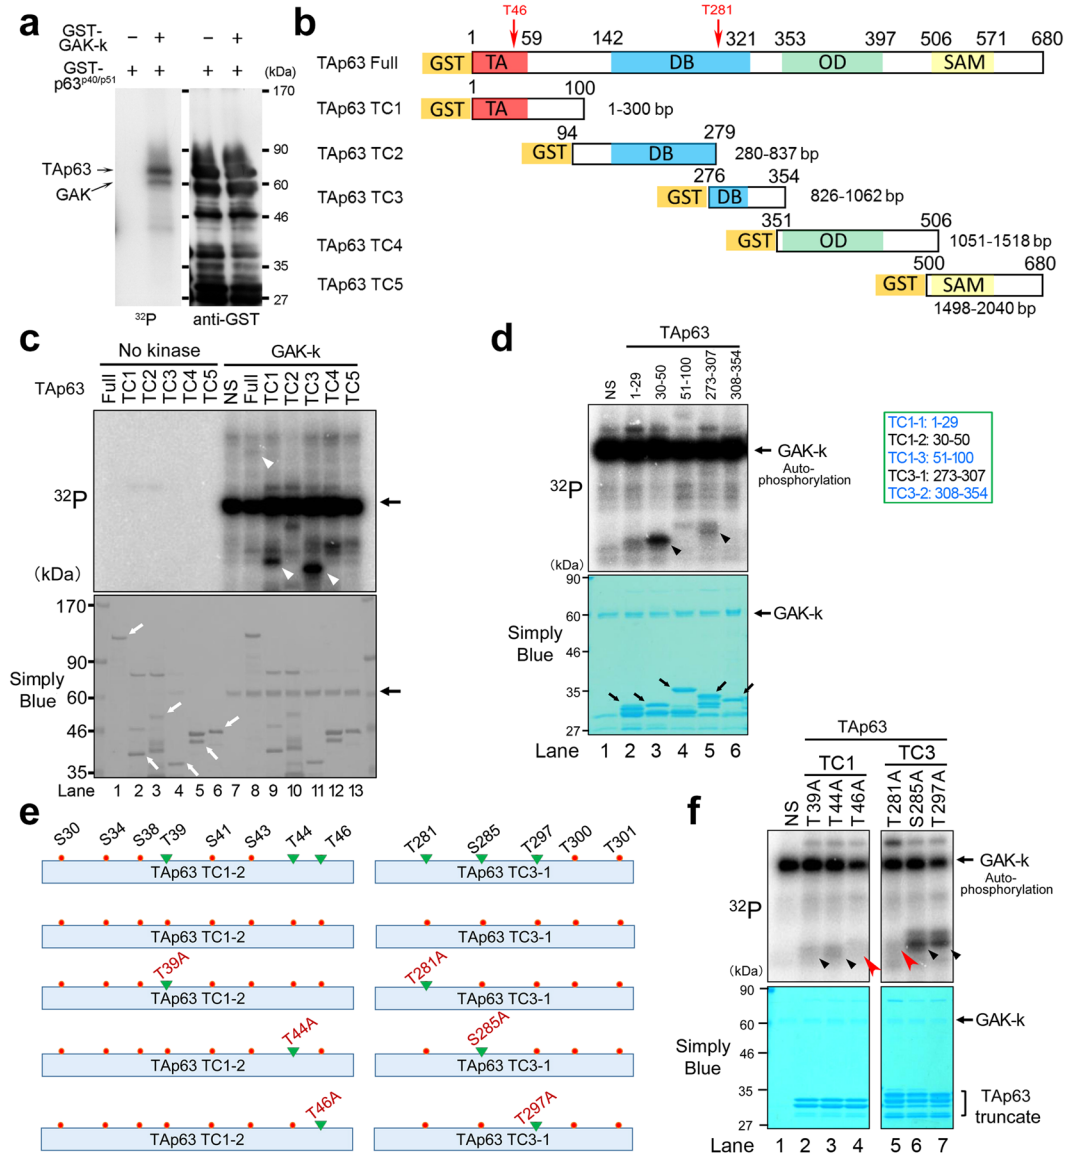 a
GST-
GAK-k
− +
− +
GST-
p63p40/p51
+ +
+ +
(kDa)
170
90
60
46
35
27
TAp63
GAK
32P
anti-GST
b
T46
T281
1 59 142 321 353 397 506 571 680
TAp63 Full
GST TA DB OD SAM
1 100
TAp63 TC1
GST TA
1-300 bp
94 279
TAp63 TC2
GST DB
280-837 bp
276 354
TAp63 TC3
GST DB
826-1062 bp
351 506
TAp63 TC4
GST OD
1051-1518 bp
500 680
TAp63 TC5
GST SAM
1498-2040 bp
c
No kinase
GAK-k
TAp63
Full TC1 TC2 TC3 TC4 TC5 NS Full TC1 TC2 TC3 TC4 TC5
32P
(kDa)
170
90
60
46
35
Simply
Blue
Lane 1 2 3 4 5 6 7 8 9 10 11 12 13
d
TAp63
NS 1-29 30-50 51-100 273-307 308-354
GAK-k
Auto-
phosphorylation
32P
(kDa)
90
60
46
35
27
GAK-k
Simply
Blue
Lane 1 2 3 4 5 6
TC1-1: 1-29
TC1-2: 30-50
TC1-3: 51-100
TC3-1: 273-307
TC3-2: 308-354
e
S30 S34 S38 T39 S41 S43 T44 T46
TAp63 TC1-2
T281 S285 T297 T300 T301
TAp63 TC3-1
TAp63 TC1-2
TAp63 TC3-1
T39A
TAp63 TC1-2
T281A
TAp63 TC3-1
T44A
TAp63 TC1-2
S285A
TAp63 TC3-1
T46A
TAp63 TC1-2
T297A
TAp63 TC3-1
f
TAp63
TC1
TC3
NS T39A T44A T46A T281A S285A T297A
GAK-k
Auto-
phosphorylation
32P
(kDa)
90
60
46
35
27
GAK-k
Simply
Blue
TAp63
truncate
Lane 1 2 3 4 5 6 7